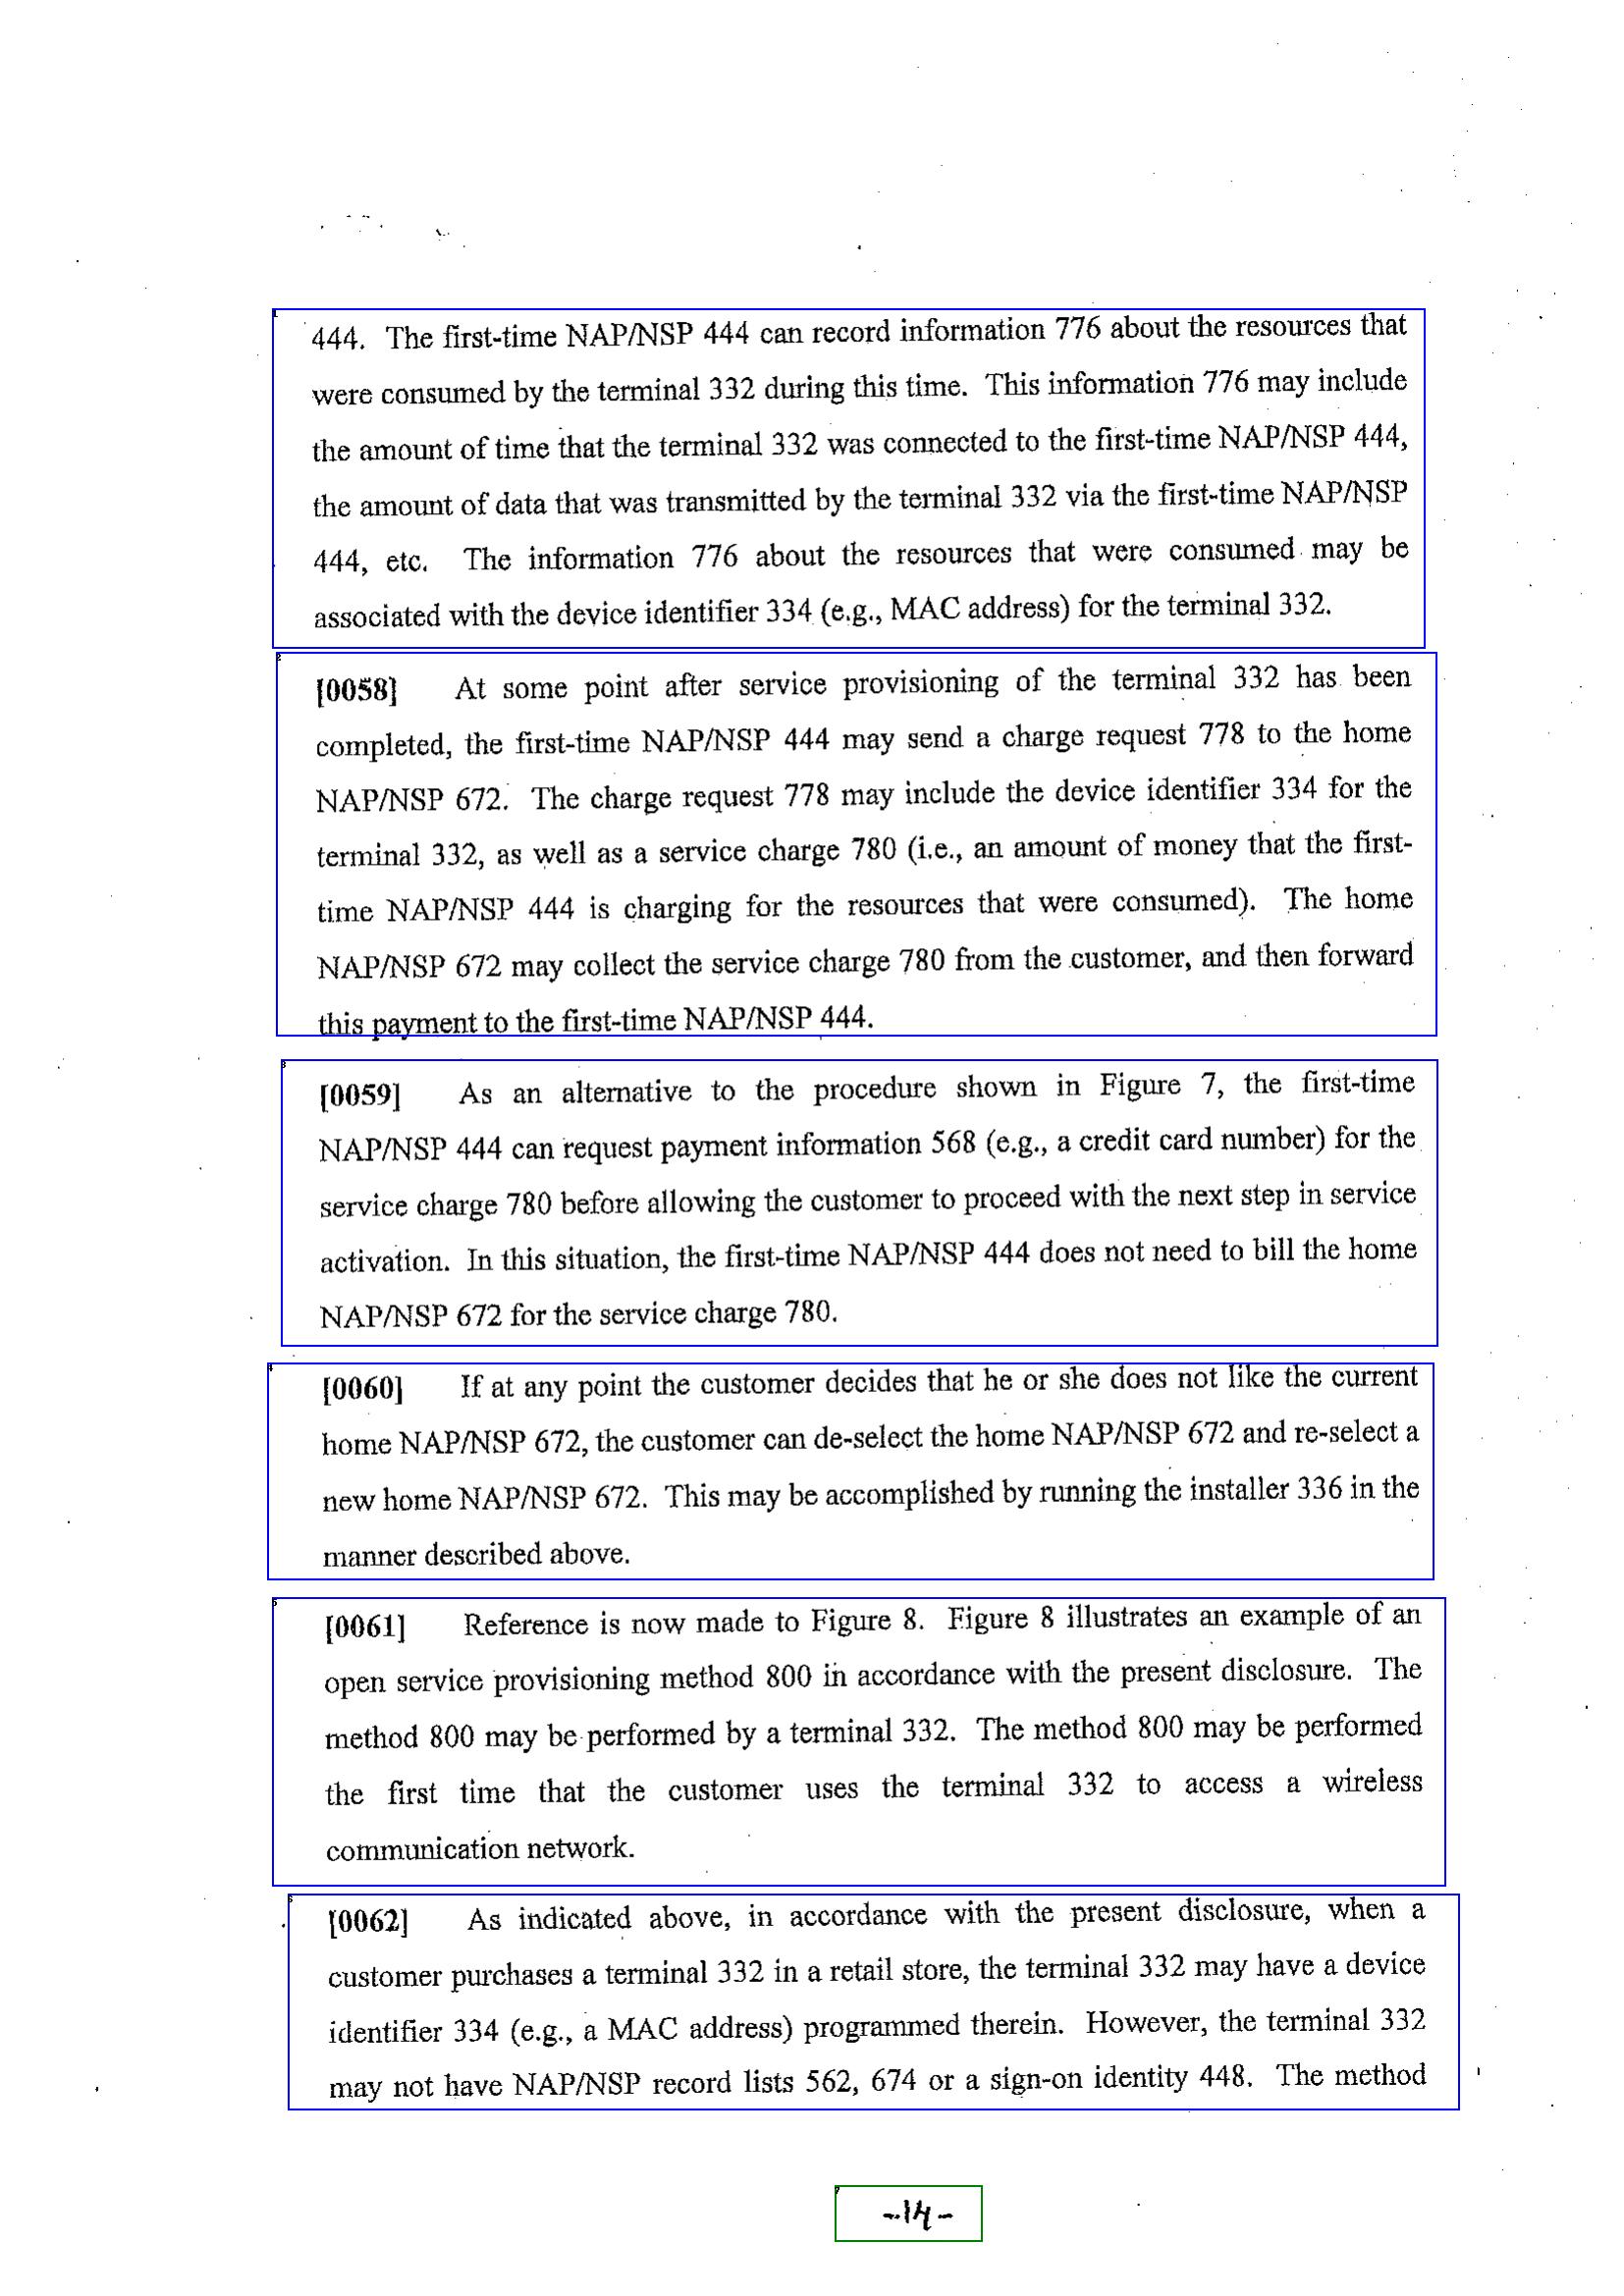 444. The first-time NAP/NSP 444 can record information 776 about the resources that
were consumed by the terminal 332 during this time. This information 776 may include
the amount of time that the terminal 332 was connected to the first-time NAP/NSP 444,
the amount of data that was transmitted by the terminal 332 via the first-time NAP/NSP
444, etc. The information 776 about the resources that were consumed may be
associated with the device identifier 334 (e.g., MAC address) for the terminal 332.
[0058] At some point after service provisioning of the terminal 332 has been
completed, the first-time NAP/NSP 444 may send a charge request 778 to the home
NAP/NSP 672. The charge request 778 may include the device identifier 334 for the
terminal 332, as well as a service charge 780 (i.e., an amount of money that the first-
time NAP/NSP 444 is charging for the resources that were consumed). The home
NAP/NSP 672 may collect the service charge 780 from the customer, and then forward
this payment to the first-time NAP/NSP 444.
[0059] As an alternative to the procedure shown in Figure 7, the first-time
NAP/NSP 444 can request payment information 568 (e.g., a credit card number) for the
service charge 780 before allowing the customer to proceed with the next step in service
activation. In this situation, the first-time NAP/NSP 444 does not need to bill the home
NAP/NSP 672 for the service charge 780.
[0060] If at any point the customer decides that he or she does not like the current
home NAP/NSP 672, the customer can de-select the home NAP/NSP 672 and re-select a
new home NAP/NSP 672. This may be accomplished by running the installer 336 in the
manner described above.
[0061] Reference is now made to Figure 8. Figure 8 illustrates an example of an
open service provisioning method 800 in accordance with the present disclosure. The
method 800 may be performed by a terminal 332. The method 800 may be performed
the first time that the customer uses the terminal 332 to access a wireless
communication network.
[0062] As indicated above, in accordance with the present disclosure, when a
customer purchases a terminal 332 in a retail store, the terminal 332 may have a device
identifier 334 (e.g., a MAC address) programmed therein. However, the terminal 332
may not have NAP/NSP record lists 562, 674 or a sign-on identity 448. The method
-14-